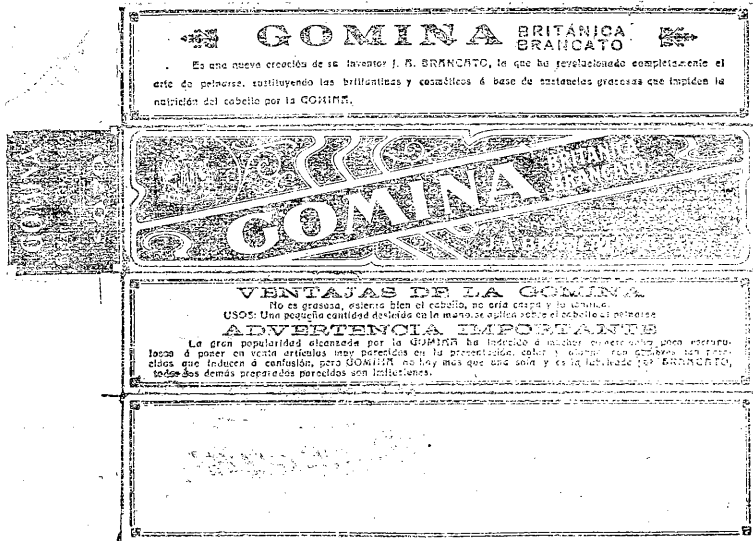 GOMINA BRITÁNICA
BRANCATO
Es una nueva creación de su inventor J. A. BRANCATO, la que ha revolucionado completamente el
arte de peinarse, sustituyendo las brillantinas y cosméticos á base de sustancias grasosas que impiden la
nutrición del cabello por la GOMINA.
GOMINA
GOMINA BRITANICA
BRANCATO
J. A. BRANCATO
VENTAJAS DE LA GOMINA
No es grasosa, asienta bien el cabello, no cría caspa y lo
USOS: Una pequeña cantidad desleída en la mano se aplica sobre el cabello al peinarse
ADVERTENCIA IMPORTANTE
La gran popularidad alcanzada por la GOMINA ha inducido á muchos comerciantes poco escrupu-
losos á poner en venta artículos muy parecidos en la presentación, color y aroma con nombres tan pare-
cidos que inducen á confusión, pero GOMINA no hay más que una sola y es la fabricada por BRANCATO,
todos los demás preparados parecidos son imitaciones.